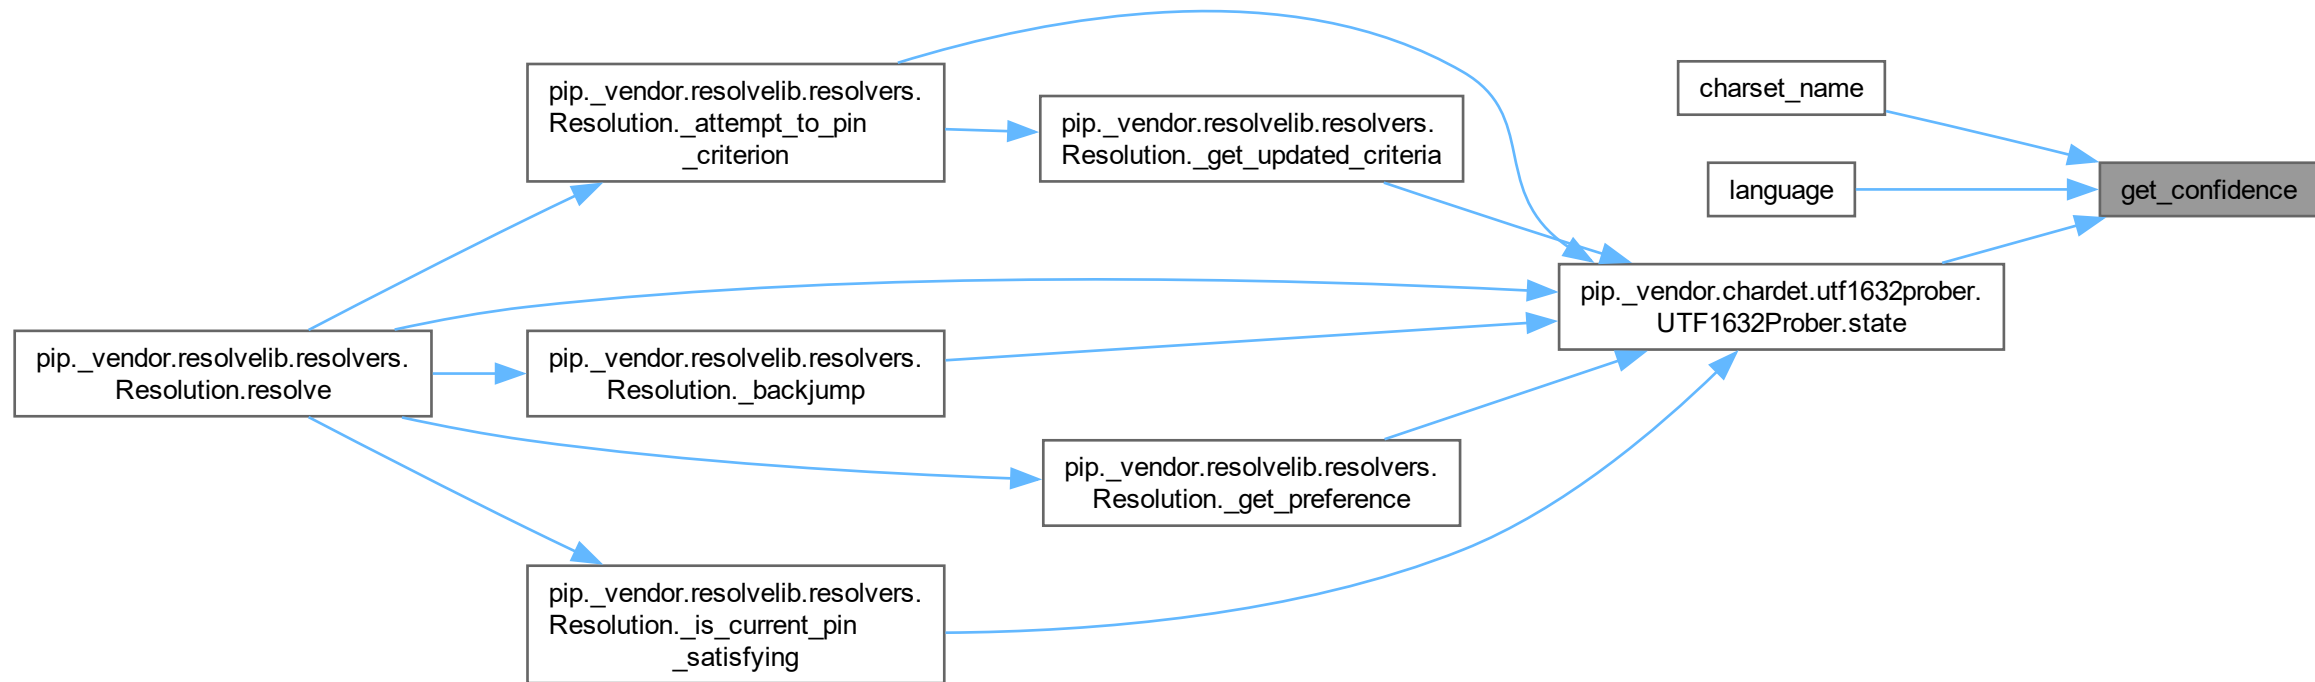 pip._vendor.resolvelib.resolvers.
Resolution.resolve
pip._vendor.resolvelib.resolvers.
Resolution._attempt_to_pin
_criterion
pip._vendor.resolvelib.resolvers.
Resolution._backjump
pip._vendor.resolvelib.resolvers.
Resolution._is_current_pin
_satisfying
pip._vendor.resolvelib.resolvers.
Resolution._get_updated_criteria
pip._vendor.resolvelib.resolvers.
Resolution._get_preference
charset_name
language
pip._vendor.chardet.utf1632prober.
UTF1632Prober.state
get_confidence